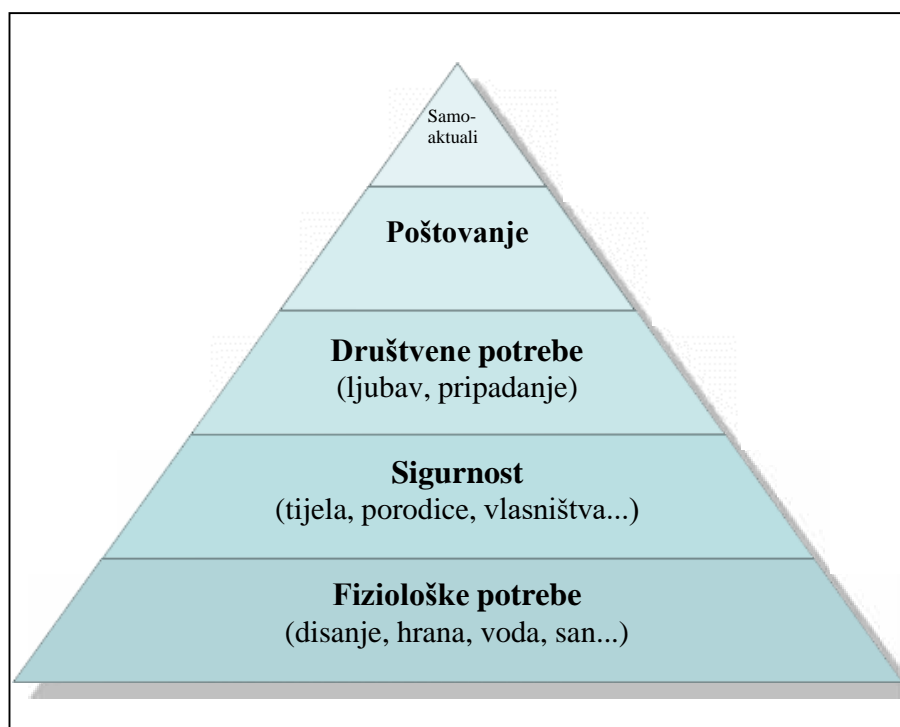 Samo-
aktuali
Poštovanje
Društvene potrebe
(ljubav, pripadanje)
Sigurnost
(tijela, porodice, vlasništva...)
Fiziološke potrebe
(disanje, hrana, voda, san...)